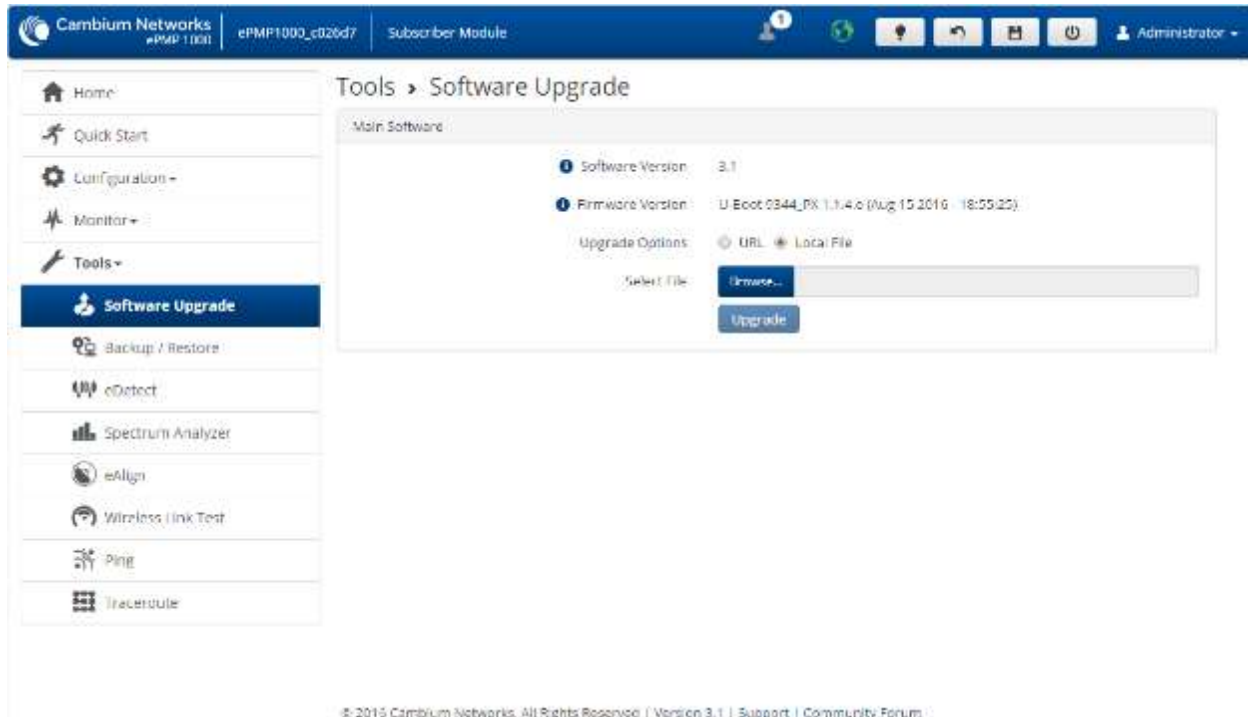 Cambium Networks
ePMP 1000
ePMP1000_c026d7
Subscriber Module
1
Administrator
Home
Quick Start
Configuration
Monitor
Tools
Software Upgrade
Backup / Restore
eDetect
Spectrum Analyzer
eAlign
Wireless Link Test
Ping
Traceroute
Tools › Software Upgrade
Main Software
Software Version 3.1
Firmware Version U-Boot 9344_PX 1.1.4.e (Aug 15 2016 - 18:55:25)
Upgrade Options URL Local File
Select File Browse...
Upgrade
© 2016 Cambium Networks. All Rights Reserved | Version 3.1 | Support | Community Forum